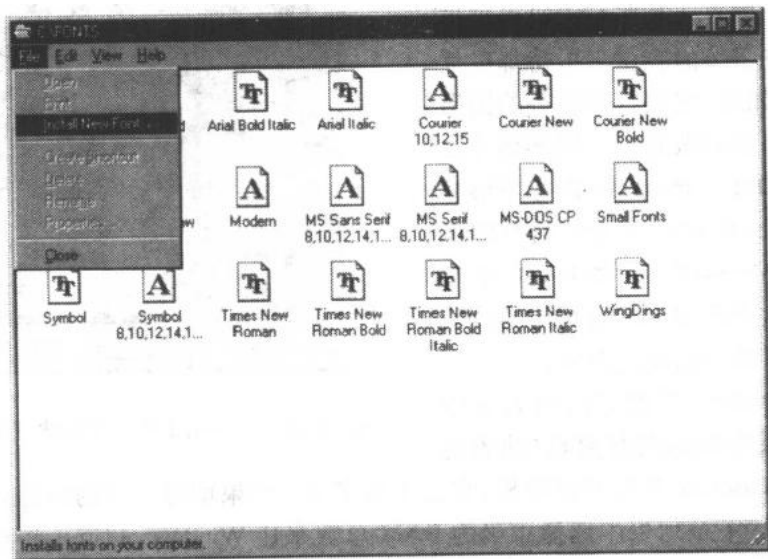 FONTS
File Edit View Help
Open
Print
Install New Font
Create Shortcut
Delete
Rename
Properties
Close
Arial Bold Italic
Arial Italic
Courier
10,12,15
Courier New
Courier New
Bold
Modern
MS Sans Serif
8,10,12,14,1...
MS Serif
8,10,12,14,1...
MS-DOS CP
437
Small Fonts
Symbol
Symbol
8,10,12,14,1...
Times New
Roman
Times New
Roman Bold
Times New
Roman Bold
Italic
Times New
Roman Italic
WingDings
Installs fonts on your computer.